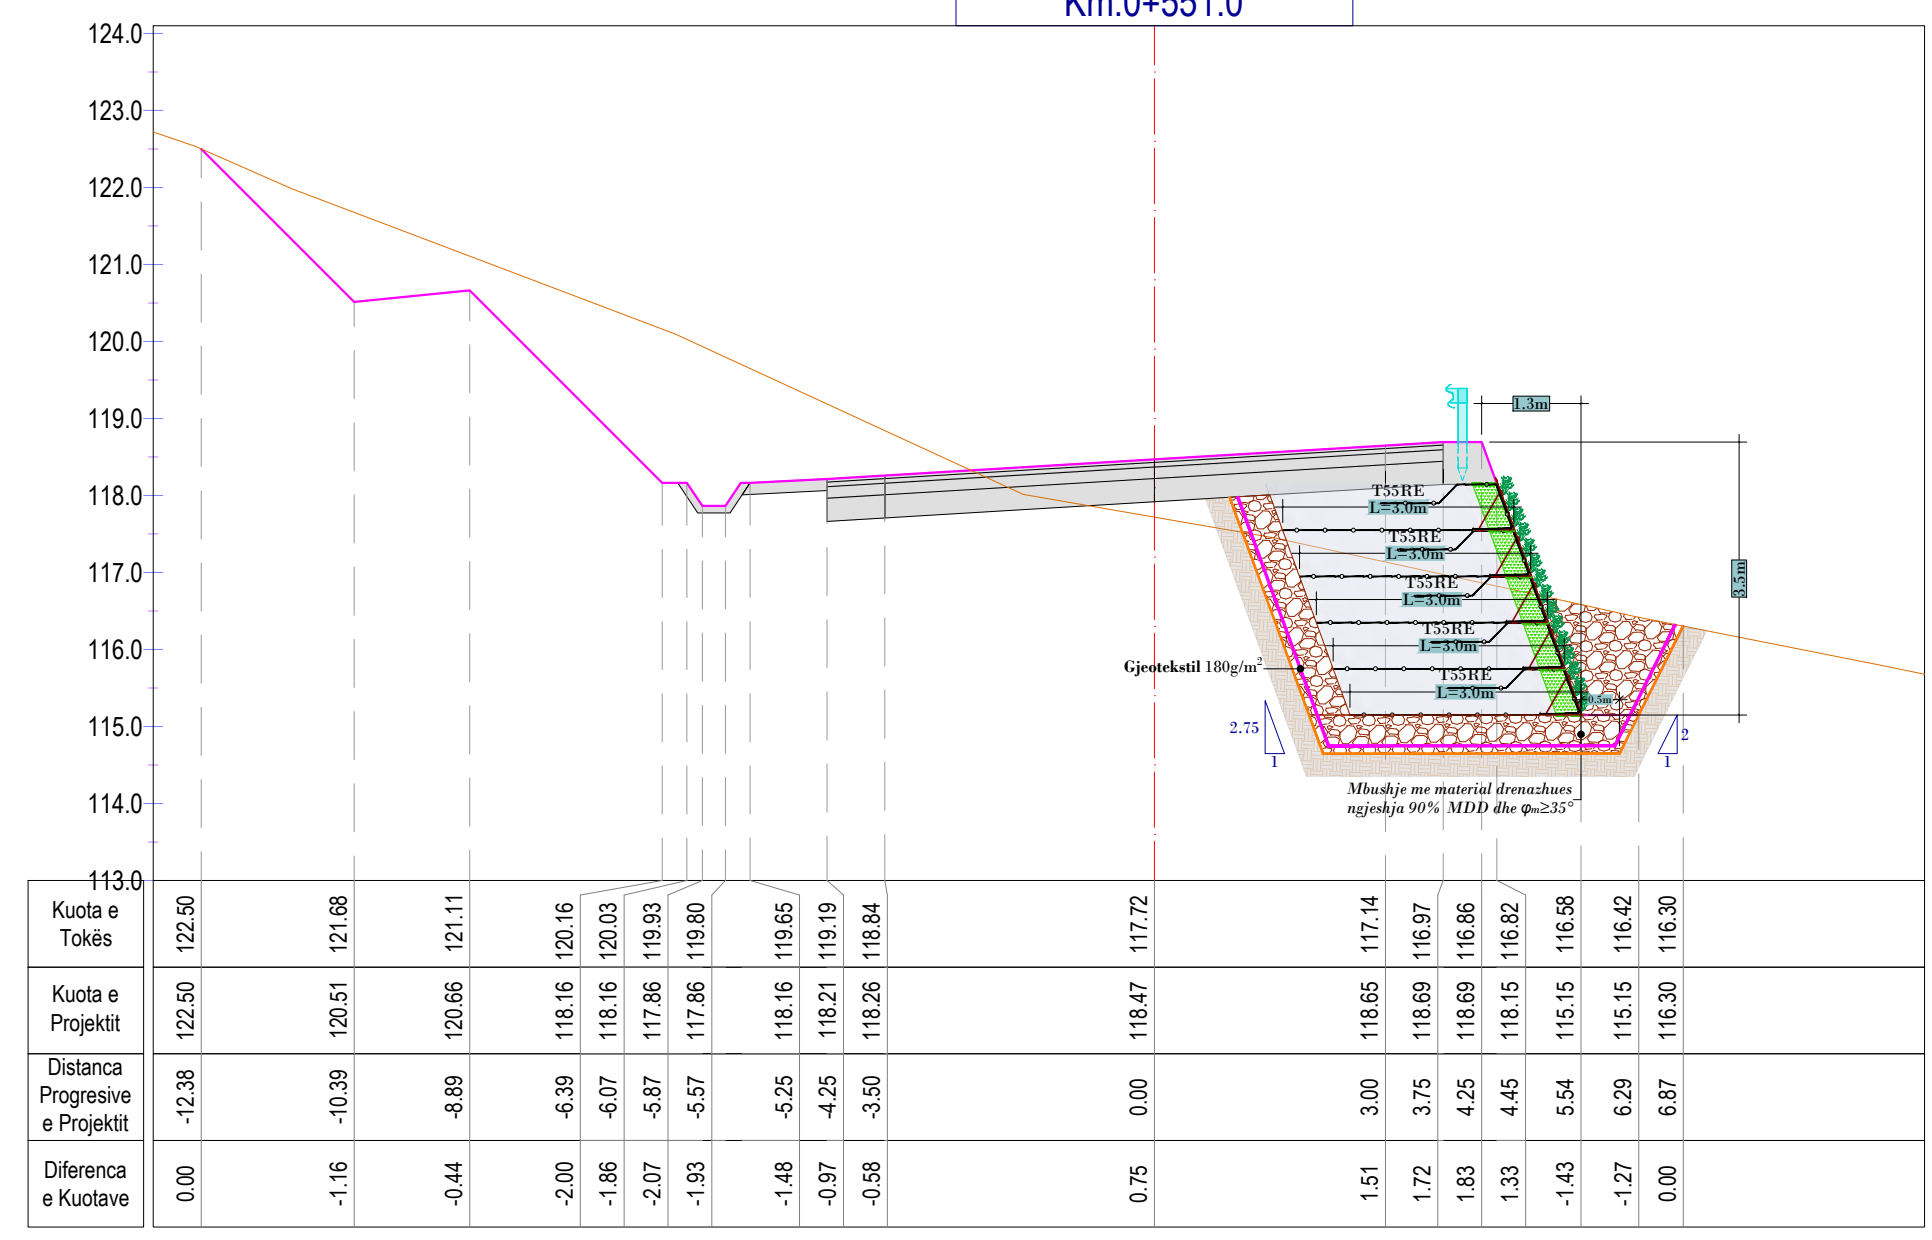 Km.0+551.0
124.0
123.0
122.0
121.0
120.0
119.0
118.0
117.0
116.0
115.0
114.0
113.0
1.3m
3.5m
T55RE
L=3.0m
T55RE
L=3.0m
T55RE
L=3.0m
T55RE
L=3.0m
T55RE
L=3.0m
0.5m
Gjeotekstil 180g/m²
2.75
1
2
1
Mbushje me material drenazhues
ngjeshja 90% MDD dhe φm≥35°
Kuota e
Tokës
122.50 121.68 121.11 120.16 120.03 119.93 119.80 119.65 119.19 118.84 117.72 117.14 116.97 116.86 116.82 116.58 116.42 116.30
Kuota e
Projektit
122.50 120.51 120.66 118.16 118.16 117.86 117.86 118.16 118.21 118.26 118.47 118.65 118.69 118.69 118.15 115.15 115.15 116.30
Distanca
Progresive
e Projektit
-12.38 -10.39 -8.89 -6.39 -6.07 -5.87 -5.57 -5.25 -4.25 -3.50 0.00 3.00 3.75 4.25 4.45 5.54 6.29 6.87
Diferenca
e Kuotave
0.00 -1.16 -0.44 -2.00 -1.86 -2.07 -1.93 -1.48 -0.97 -0.58 0.75 1.51 1.72 1.83 1.33 -1.43 -1.27 0.00